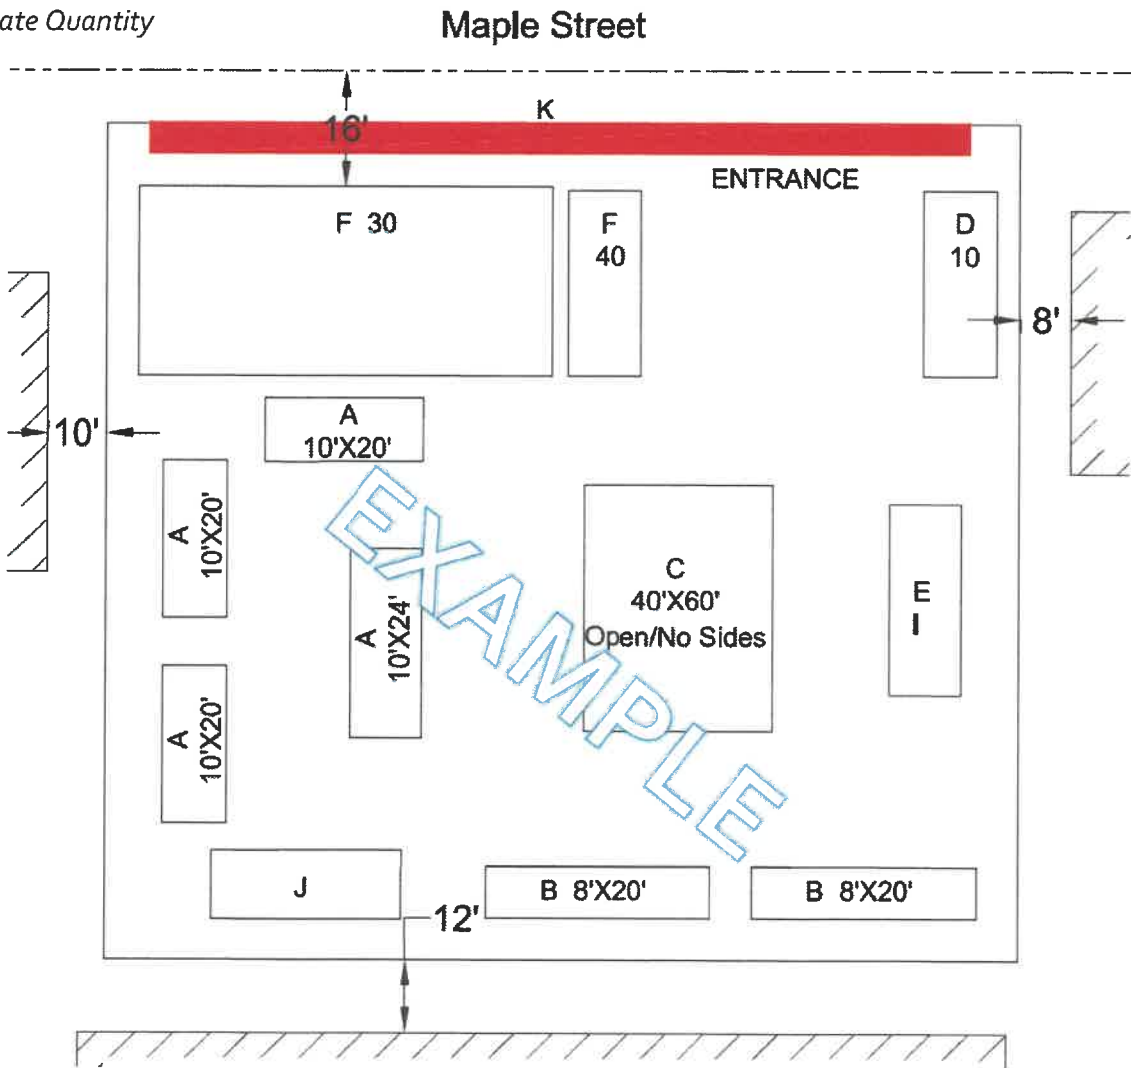 ate Quantity
Maple Street
K
16'
ENTRANCE
F 30
F
40
D
10
8'
10'
A
10'X20'
A
10'X20'
A
10'X24'
C
40'X60'
Open/No Sides
E
I
A
10'X20'
EXAMPLE
J
B 8'X20'
B 8'X20'
12'